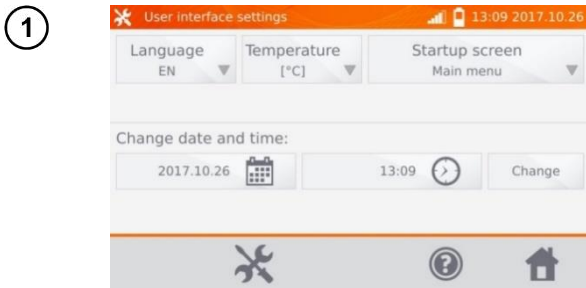 1
User interface settings 13:09 2017.10.26
Language Temperature Startup screen
EN [°C] Main menu
Change date and time:
2017.10.26 13:09 Change
?